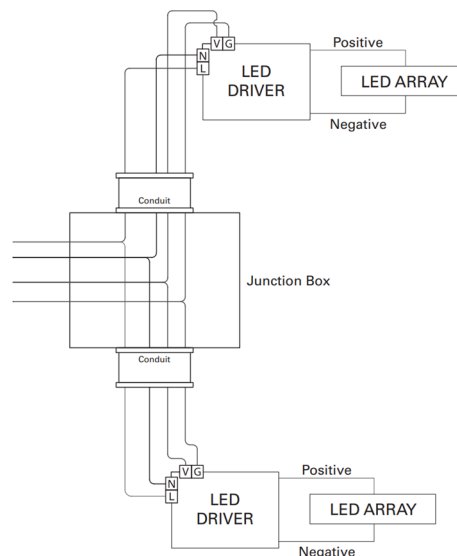 V G
N
L
LED
DRIVER
Positive
LED ARRAY
Negative
Conduit
Junction Box
Conduit
V G
N
L
LED
DRIVER
Positive
LED ARRAY
Negative